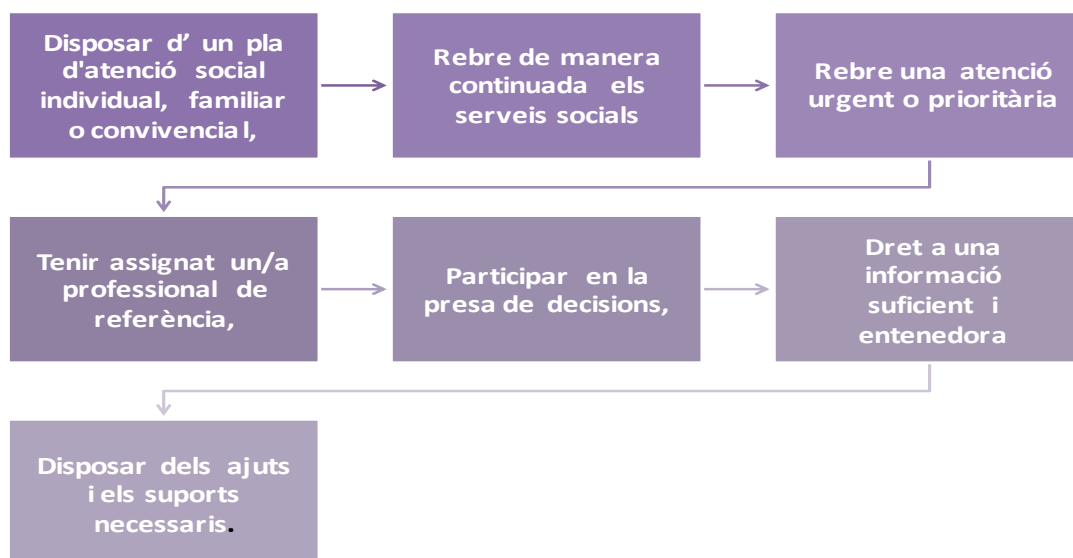 Disposar d’ un pla
d'atenció social
individual, familiar
o convivencial,
Rebre de manera
continuada els
serveis socials
Rebre una atenció
urgent o prioritària
Tenir assignat un/a
professional de
referència,
Participar en la
presa de decisions,
Dret a una
informació
suficient i
entenedora
Disposar dels ajuts
i els suports
necessaris.